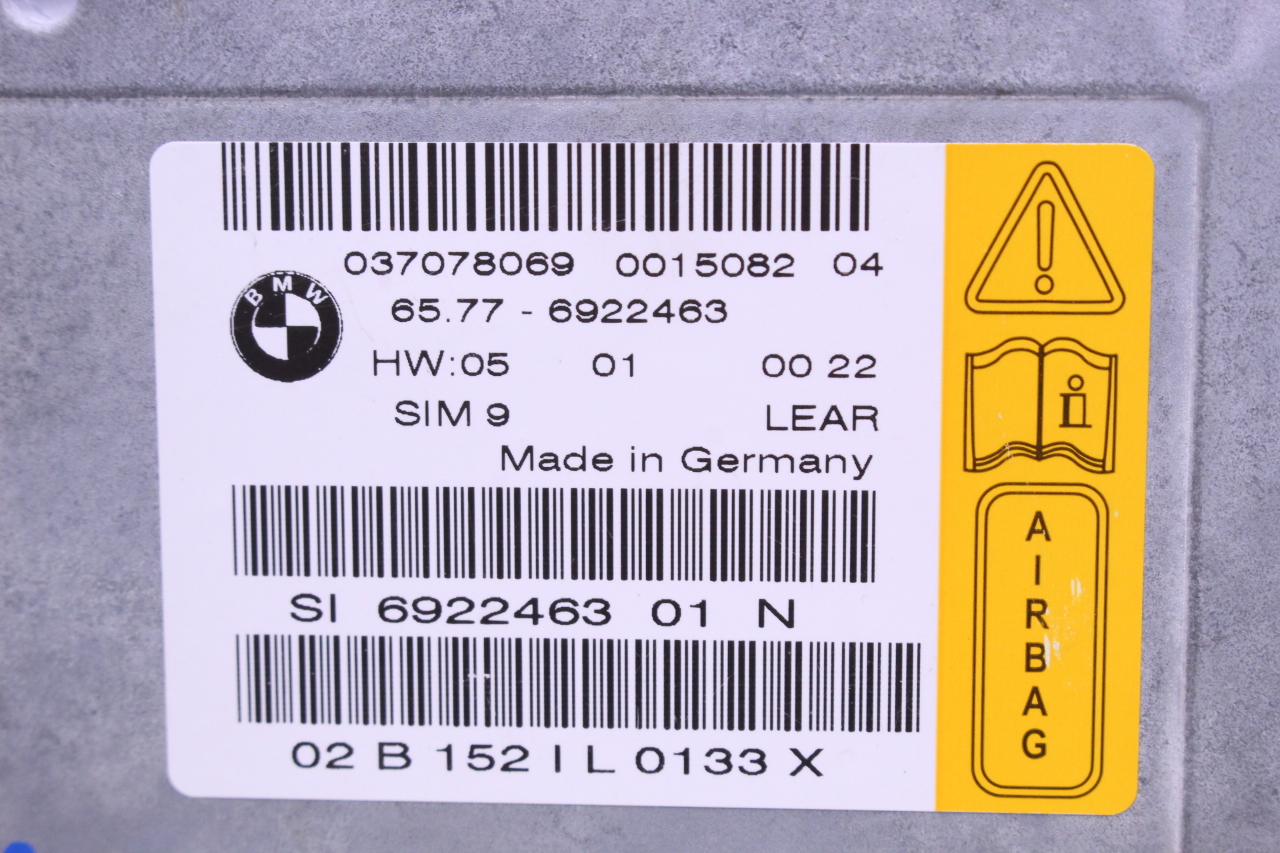 037078069 0015082 04
BMW
65.77 - 6922463
HW:05 01 00 22
SIM 9 LEAR
Made in Germany
SI 6922463 01 N
02 B 152 I L 0133 X
i
AIRBAG